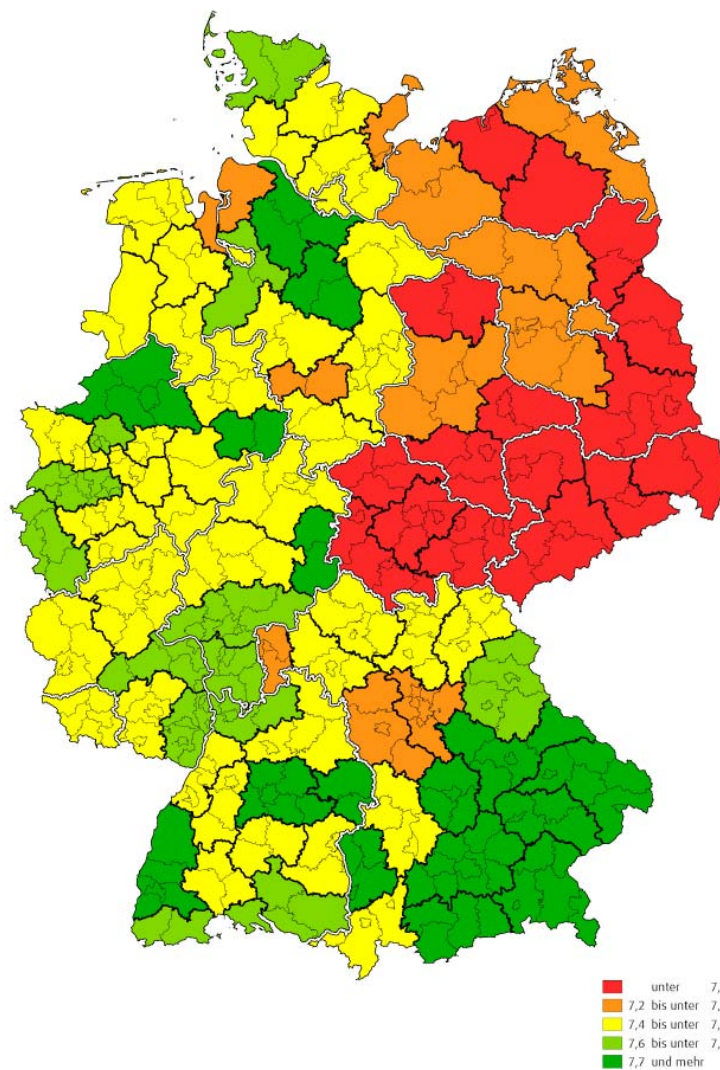 unter 7,
7,2 bis unter 7,
7,4 bis unter 7,
7,6 bis unter 7,
7,7 und mehr